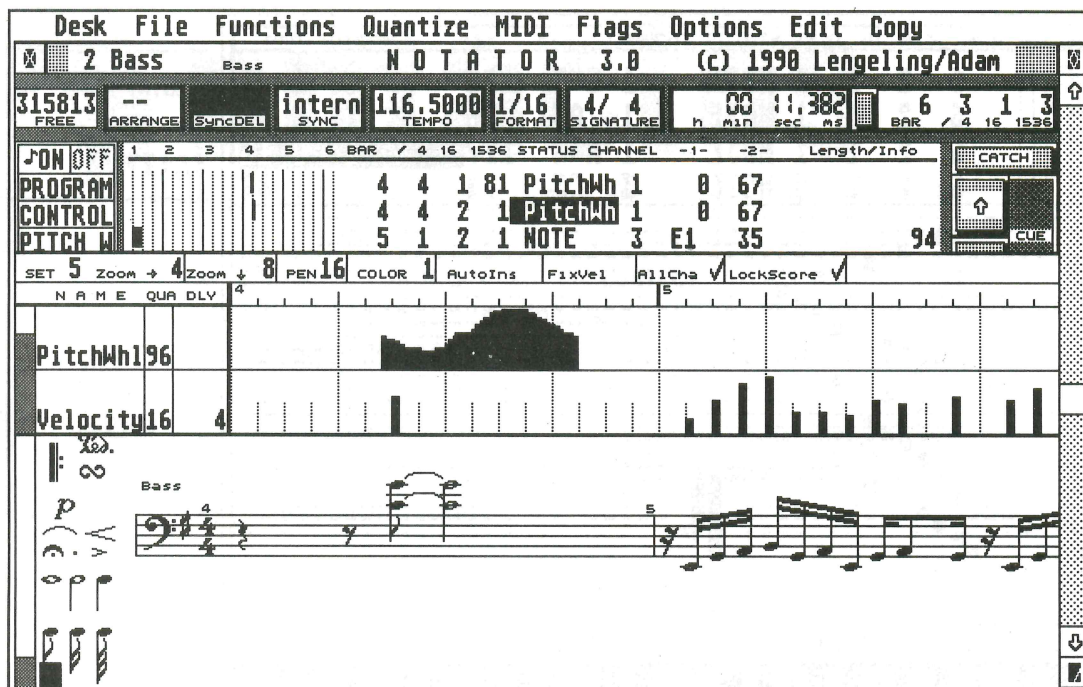 Desk File Functions Quantize MIDI Flags Options Edit Copy
2 Bass Bass N O T A T O R 3.0 (c) 1990 Lengeling/Adam
315813 -- intern 116.5000 1/16 4/ 4 00 11,382 6 3 1 3
FREE ARRANGE SyncDEL SYNC TEMPO FORMAT SIGNATURE h min sec ms BAR / 4 16 1536
♪ON OFF 1 2 3 4 5 6 BAR / 4 16 1536 STATUS CHANNEL -1- -2- Length/Info CATCH
PROGRAM 4 4 1 81 PitchWh 1 0 67
CONTROL 4 4 2 1 PitchWh 1 0 67
PITCH W 5 1 2 1 NOTE 3 E1 35 94 CUE
SET 5 Zoom → 4 Zoom ↓ 8 PEN 16 COLOR 1 AutoIns FixVel AllCha √ LockScore √
N A M E QUA DLY 4 5
PitchWhl 96
Velocity 16 4
Ped.
p
Bass
4 5
4
4